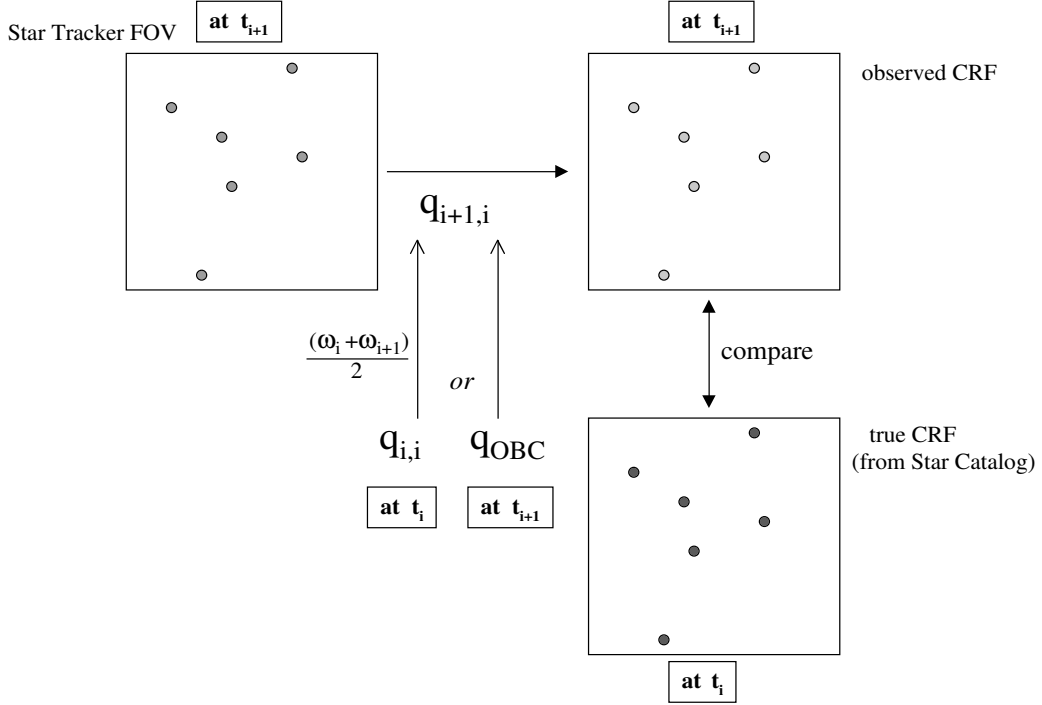 at t_{i+1}
Star Tracker FOV
at t_{i+1}
observed CRF
q_{i+1,i}
(ω_i +ω_{i+1})
2
or
compare
q_{i,i}
q_{OBC}
at t_i
at t_{i+1}
true CRF
(from Star Catalog)
at t_i